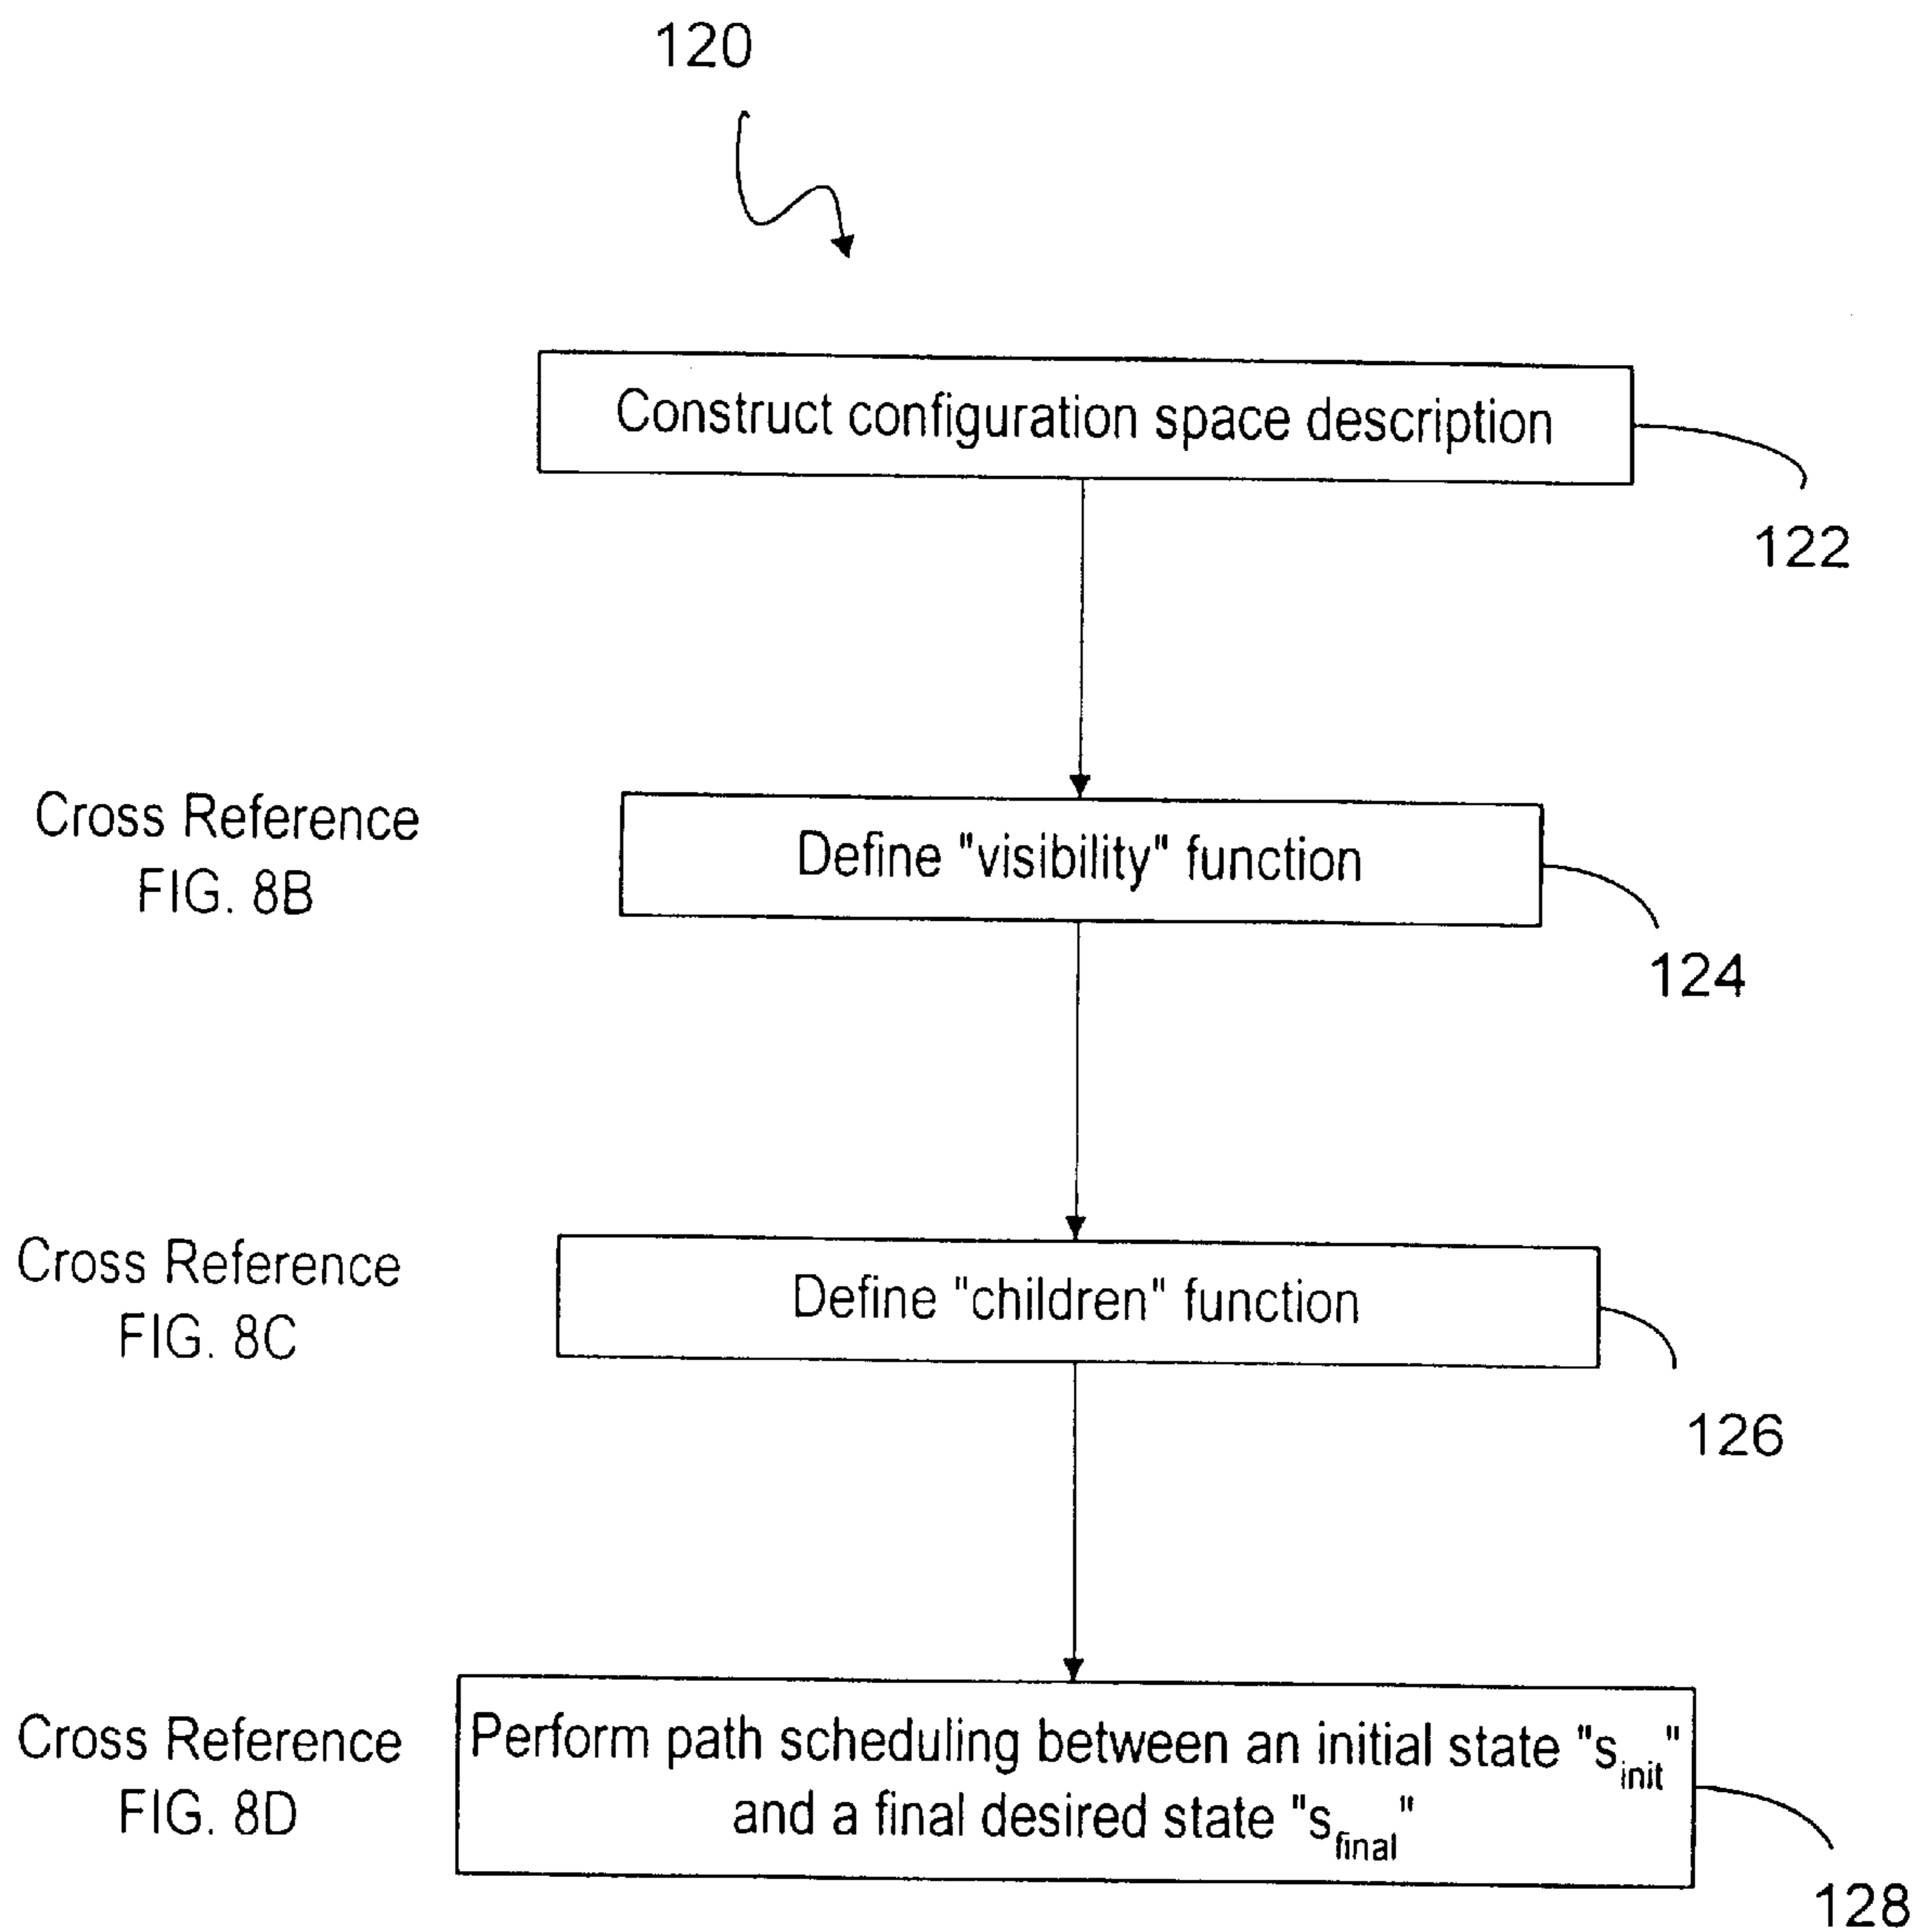 120
Construct configuration space description
122
Cross Reference
FIG. 8B
Define "visibility" function
124
Cross Reference
FIG. 8C
Define "children" function
126
Cross Reference
FIG. 8D
Perform path scheduling between an initial state "s_init"
and a final desired state "s_final"
128